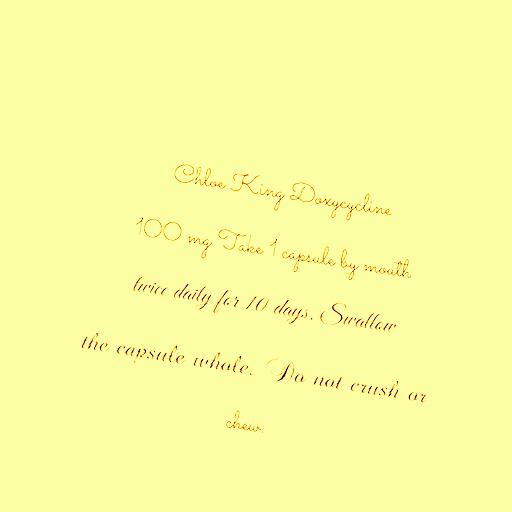 Chloe King Doxycycline
100 mg Take 1 capsule by mouth
twice daily for 10 days. Swallow
the capsule whole. Do not crush or
chew.